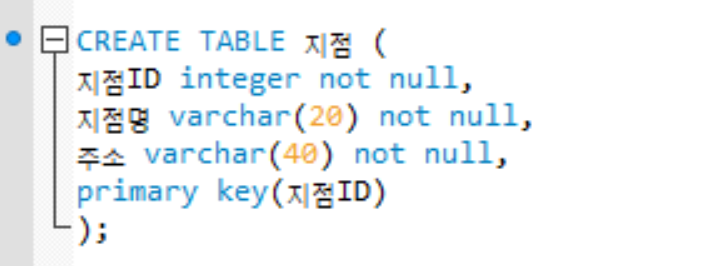 CREATE TABLE 지점 (
지점ID integer not null,
지점명 varchar(20) not null,
주소 varchar(40) not null,
primary key(지점ID)
);